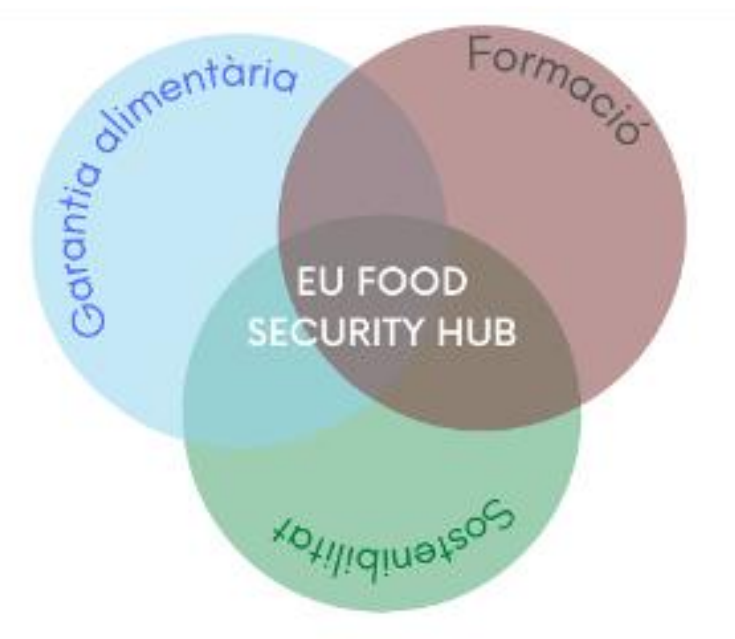 Garantia alimentària
Formació
EU FOOD
SECURITY HUB
Sostenibilitat